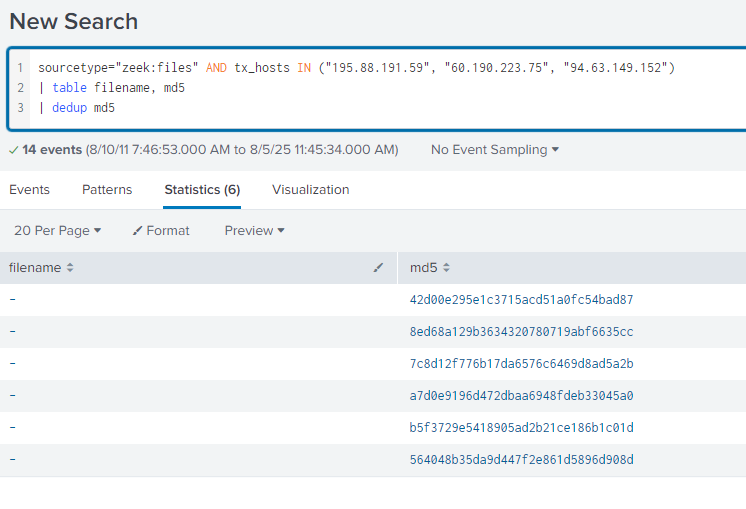 New Search
1 sourcetype="zeek:files" AND tx_hosts IN ("195.88.191.59", "60.190.223.75", "94.63.149.152")
2 | table filename, md5
3 | dedup md5
✓ 14 events (8/10/11 7:46:53.000 AM to 8/5/25 11:45:34.000 AM) No Event Sampling
Events Patterns Statistics (6) Visualization
20 Per Page Format Preview
filename md5
- 42d00e295e1c3715acd51a0fc54bad87
- 8ed68a129b3634320780719abf6635cc
- 7c8d12f776b17da6576c6469d8ad5a2b
- a7d0e9196d472dbaa6948fdeb33045a0
- b5f3729e5418905ad2b21ce186b1c01d
- 564048b35da9d447f2e861d5896d908d